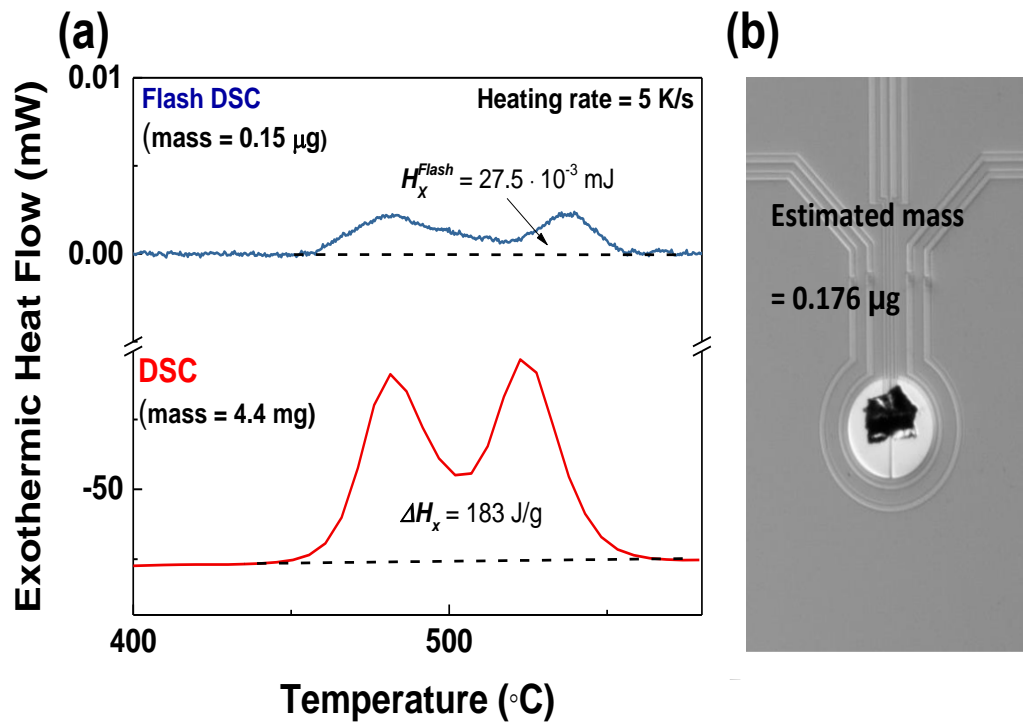 (a)
Exothermic Heat Flow (mW)
0.01
0.00
-50
Flash DSC
(mass = 0.15 μg)
Heating rate = 5 K/s
H_X^Flash = 27.5 · 10^-3 mJ
DSC
(mass = 4.4 mg)
ΔH_x = 183 J/g
400
500
Temperature (◦C)
(b)
Estimated mass
= 0.176 μg